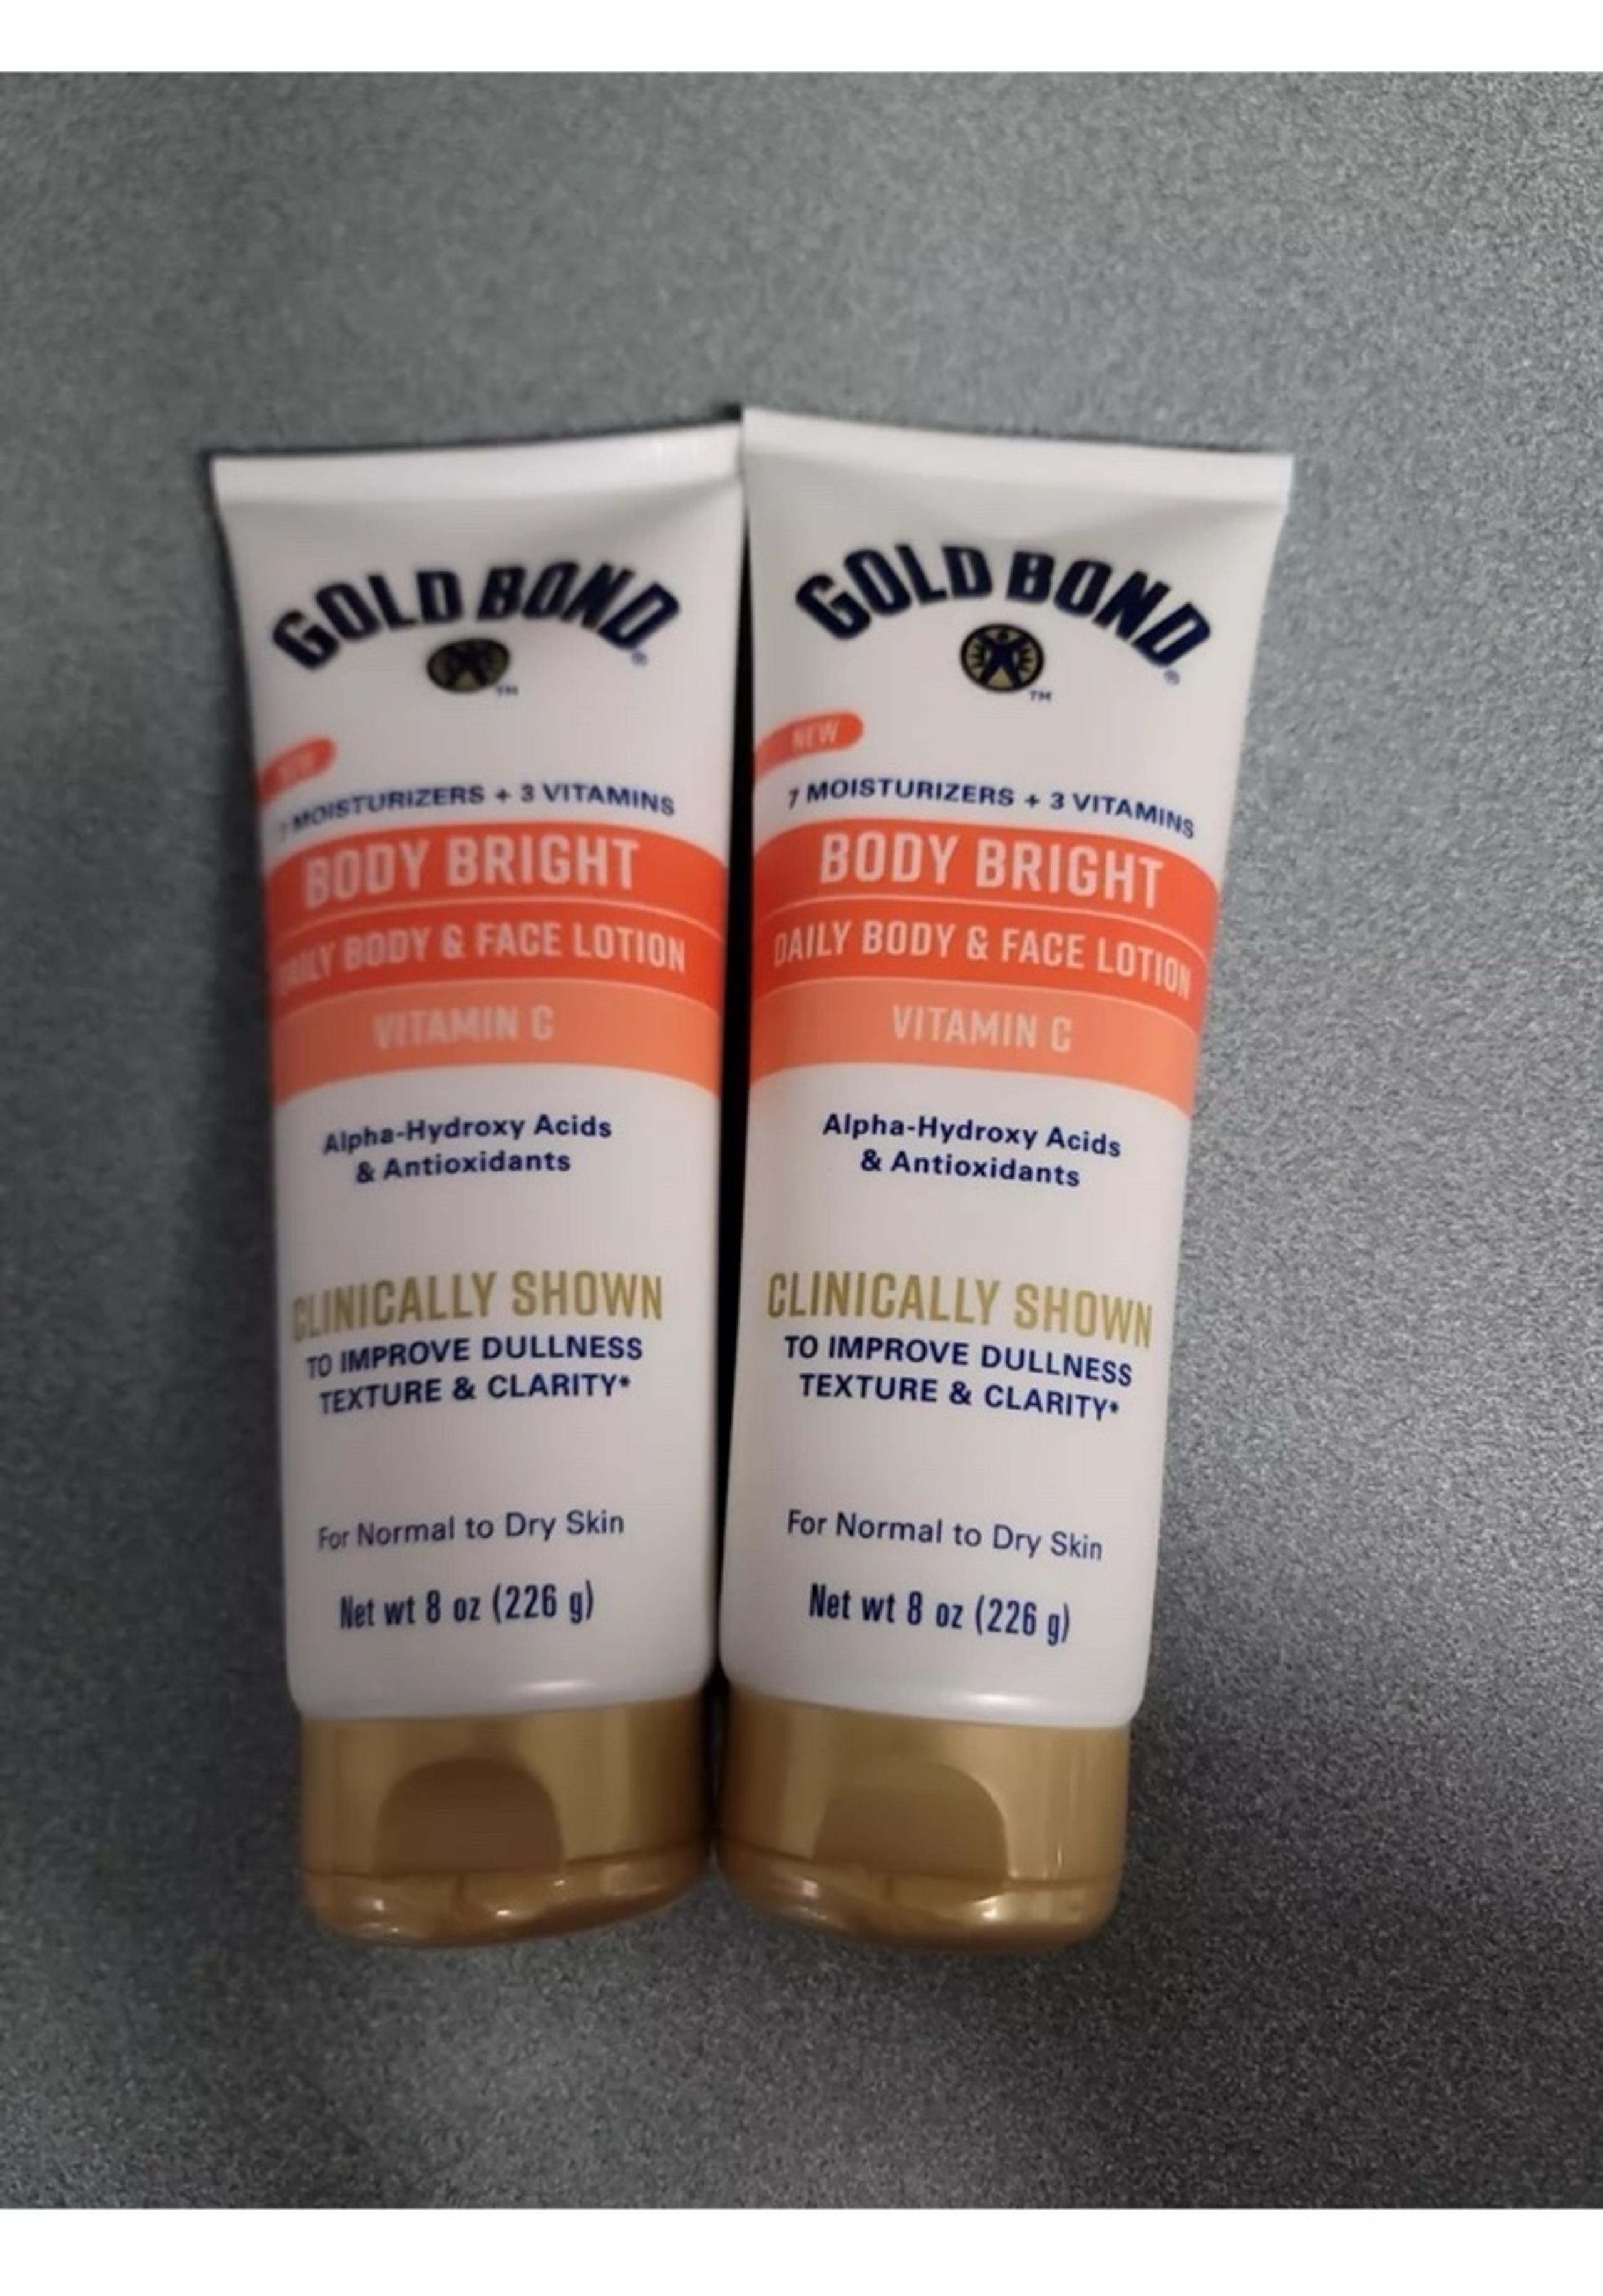 GOLD BOND®
TM
NEW
7 MOISTURIZERS + 3 VITAMINS
BODY BRIGHT
DAILY BODY & FACE LOTION
VITAMIN C
Alpha-Hydroxy Acids
& Antioxidants
CLINICALLY SHOWN
TO IMPROVE DULLNESS
TEXTURE & CLARITY*
For Normal to Dry Skin
Net wt 8 oz (226 g)
GOLD BOND®
TM
NEW
7 MOISTURIZERS + 3 VITAMINS
BODY BRIGHT
DAILY BODY & FACE LOTION
VITAMIN C
Alpha-Hydroxy Acids
& Antioxidants
CLINICALLY SHOWN
TO IMPROVE DULLNESS
TEXTURE & CLARITY*
For Normal to Dry Skin
Net wt 8 oz (226 g)